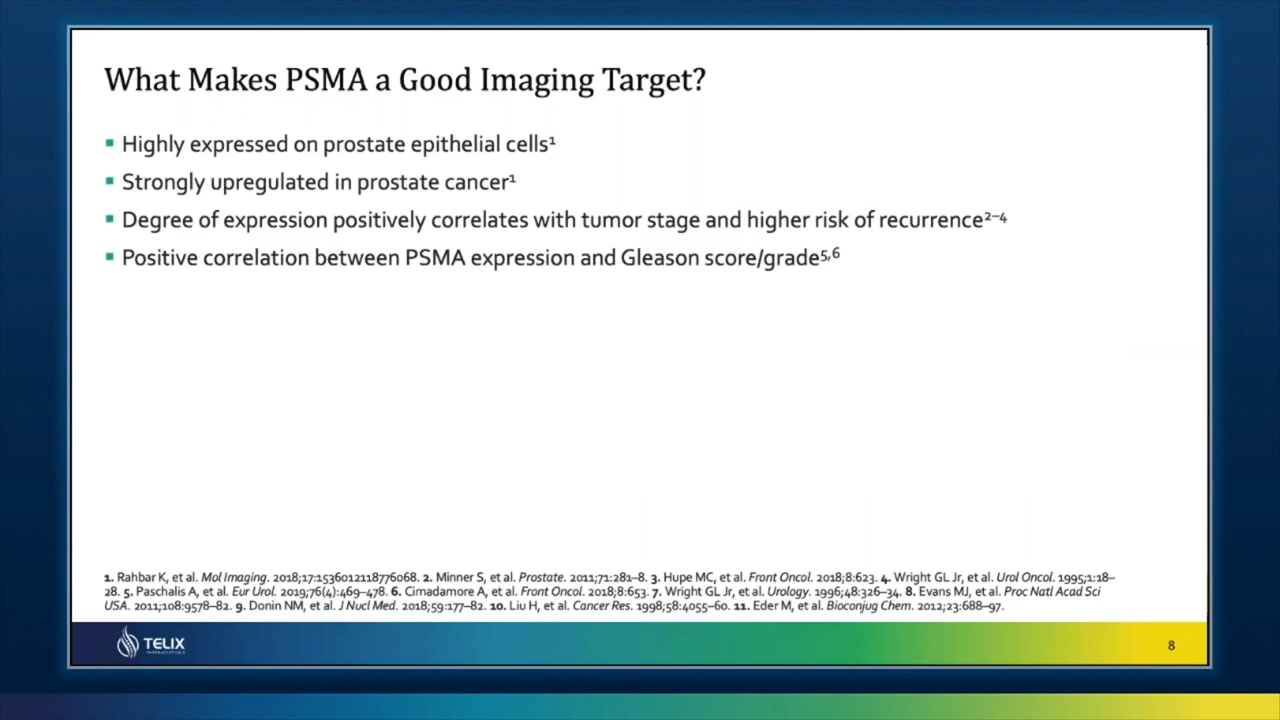 What Makes PSMA a Good Imaging Target?
▪ Highly expressed on prostate epithelial cells¹
▪ Strongly upregulated in prostate cancer¹
▪ Degree of expression positively correlates with tumor stage and higher risk of recurrence²⁻⁴
▪ Positive correlation between PSMA expression and Gleason score/grade⁵,⁶
1. Rahbar K, et al. Mol Imaging. 2018;17:1536012118776068. 2. Minner S, et al. Prostate. 2011;71:281–8. 3. Hupe MC, et al. Front Oncol. 2018;8:623. 4. Wright GL Jr, et al. Urol Oncol. 1995;1:18–
28. 5. Paschalis A, et al. Eur Urol. 2019;76(4):469–478. 6. Cimadamore A, et al. Front Oncol. 2018;8:653. 7. Wright GL Jr, et al. Urology. 1996;48:326–34. 8. Evans MJ, et al. Proc Natl Acad Sci
USA. 2011;108:9578–82. 9. Donin NM, et al. J Nucl Med. 2018;59:177–82. 10. Liu H, et al. Cancer Res. 1998;58:4055–60. 11. Eder M, et al. Bioconjug Chem. 2012;23:688–97.
TELIX
PHARMACEUTICALS
8